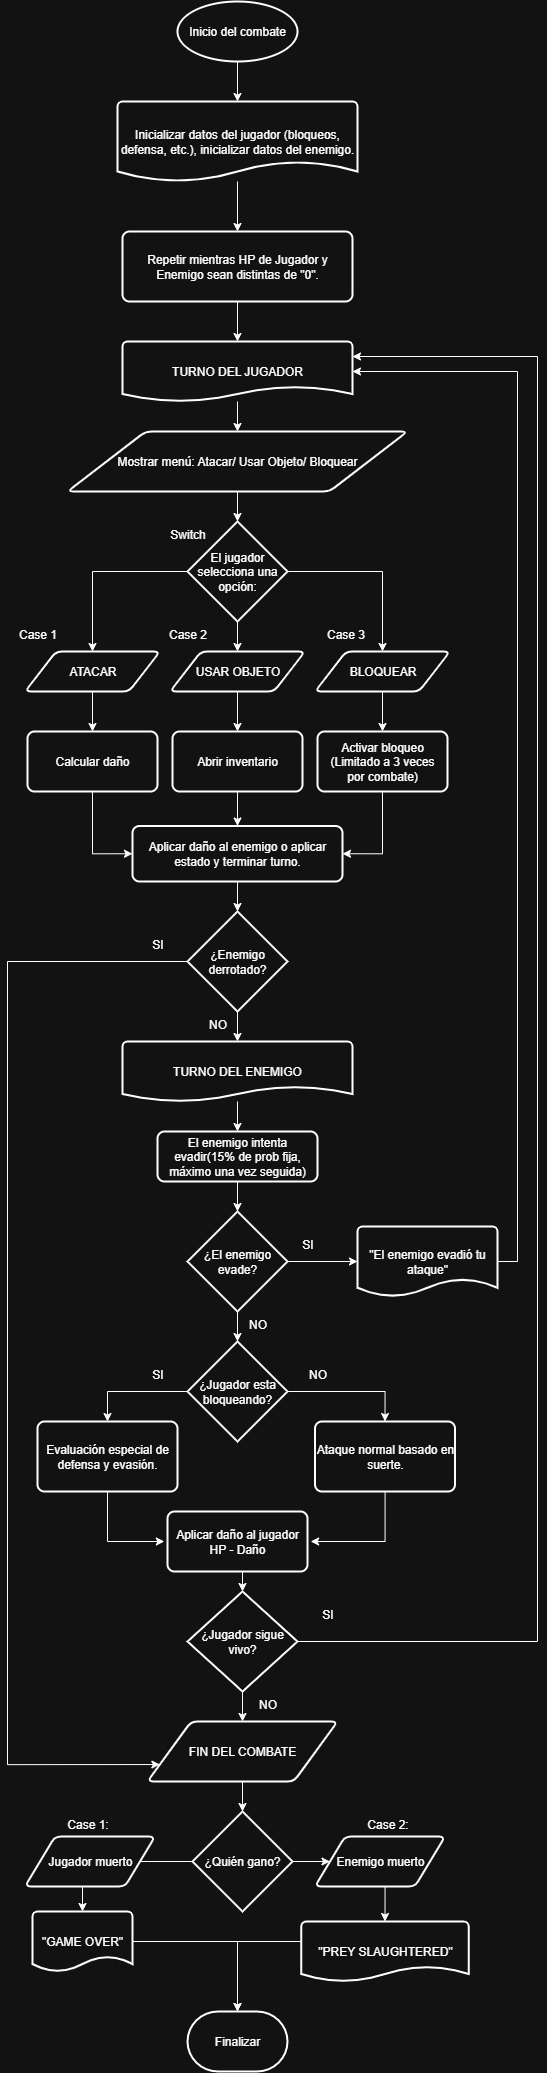 Inicio del combate
Inicializar datos del jugador (bloqueos,
defensa, etc.), inicializar datos del enemigo.
Repetir mientras HP de Jugador y
Enemigo sean distintas de "0".
TURNO DEL JUGADOR
Mostrar menú: Atacar/ Usar Objeto/ Bloquear
Switch
El jugador
selecciona una
opción:
Case 1
Case 2
Case 3
ATACAR
USAR OBJETO
BLOQUEAR
Calcular daño
Abrir inventario
Activar bloqueo
(Limitado a 3 veces
por combate)
Aplicar daño al enemigo o aplicar
estado y terminar turno.
SI
¿Enemigo
derrotado?
NO
TURNO DEL ENEMIGO
El enemigo intenta
evadir(15% de prob fija,
máximo una vez seguida)
¿El enemigo
evade?
SI
"El enemigo evadió tu
ataque"
NO
SI
¿Jugador esta
bloqueando?
NO
Evaluación especial de
defensa y evasión.
Ataque normal basado en
suerte.
Aplicar daño al jugador
HP - Daño
SI
¿Jugador sigue
vivo?
NO
FIN DEL COMBATE
Case 1:
Case 2:
Jugador muerto
¿Quién gano?
Enemigo muerto
"GAME OVER"
"PREY SLAUGHTERED"
Finalizar